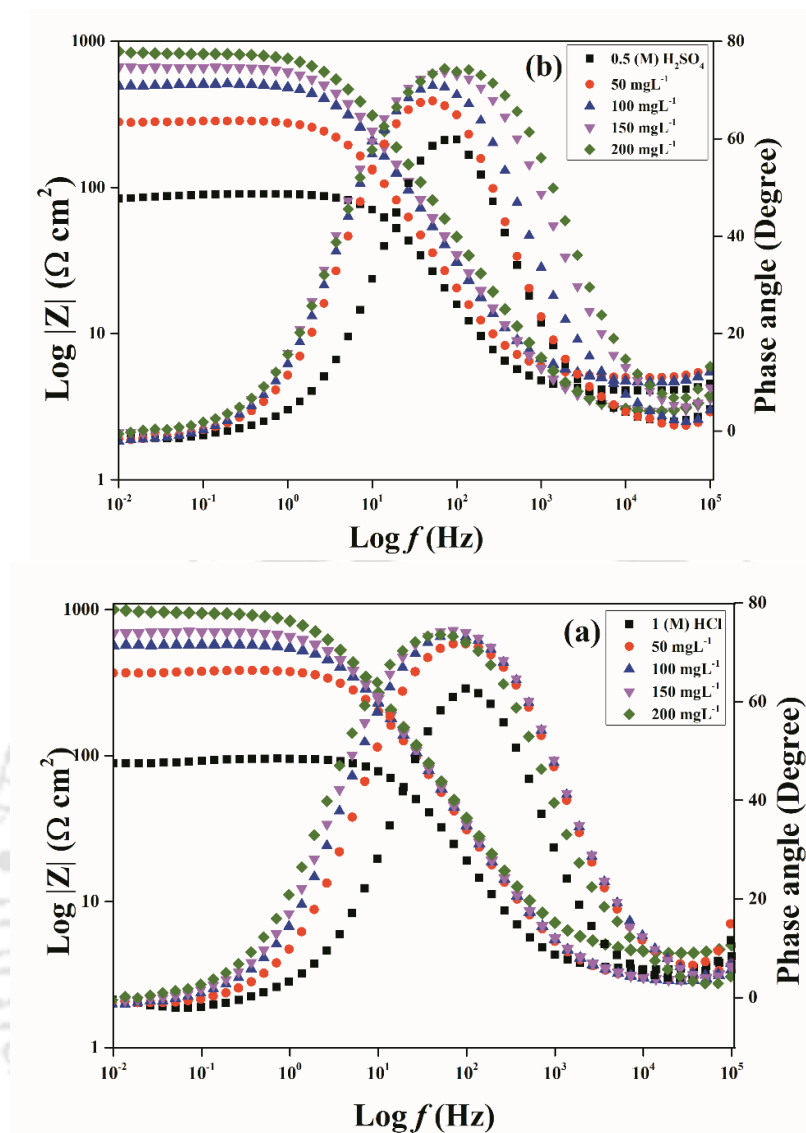 (b)
0.5 (M) H₂SO₄
50 mgL⁻¹
100 mgL⁻¹
150 mgL⁻¹
200 mgL⁻¹
1000
100
10
1
Log |Z| (Ω cm²)
80
60
40
20
0
Phase angle (Degree)
10⁻² 10⁻¹ 10⁰ 10¹ 10² 10³ 10⁴ 10⁵
Log f (Hz)
(a)
1 (M) HCl
50 mgL⁻¹
100 mgL⁻¹
150 mgL⁻¹
200 mgL⁻¹
1000
100
10
1
Log |Z| (Ω cm²)
80
60
40
20
0
Phase angle (Degree)
10⁻² 10⁻¹ 10⁰ 10¹ 10² 10³ 10⁴ 10⁵
Log f (Hz)